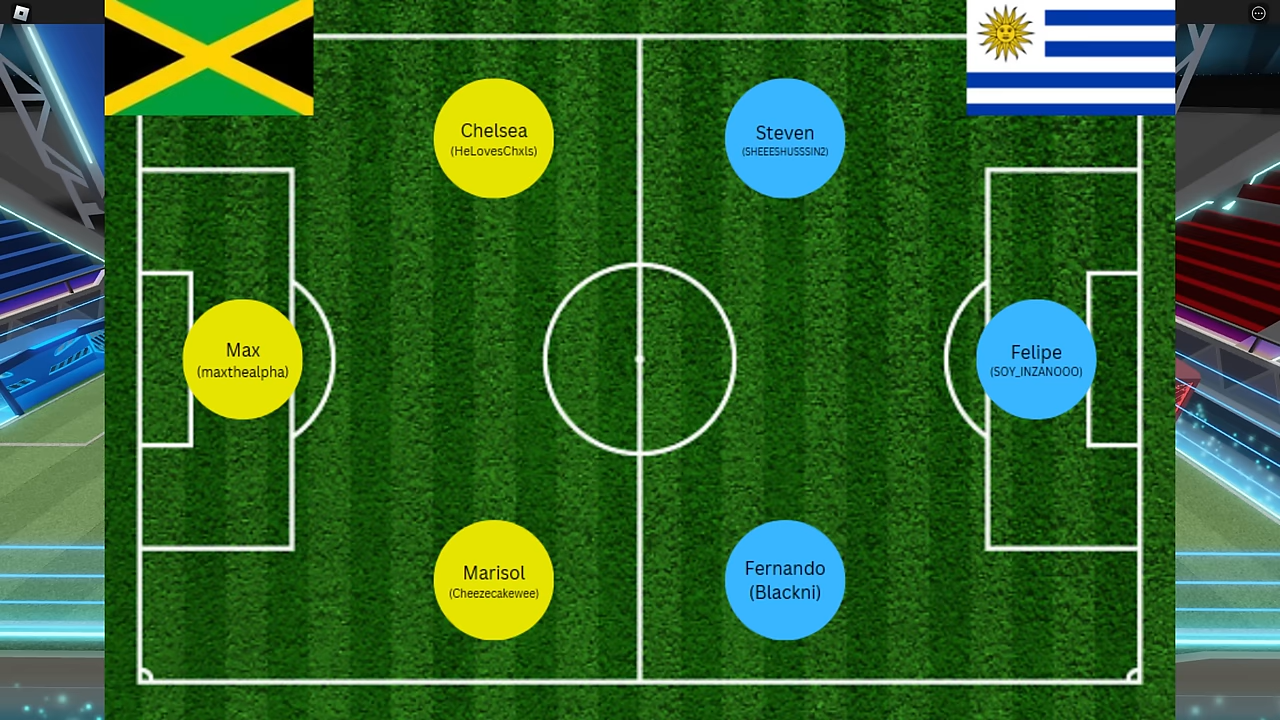 Chelsea
(HeLovesChxls)
Steven
(SHEEESHUSSSIN2)
Max
(maxthealpha)
Felipe
(SOY_INZANOOO)
Marisol
(Cheezecakewee)
Fernando
(Blackni)